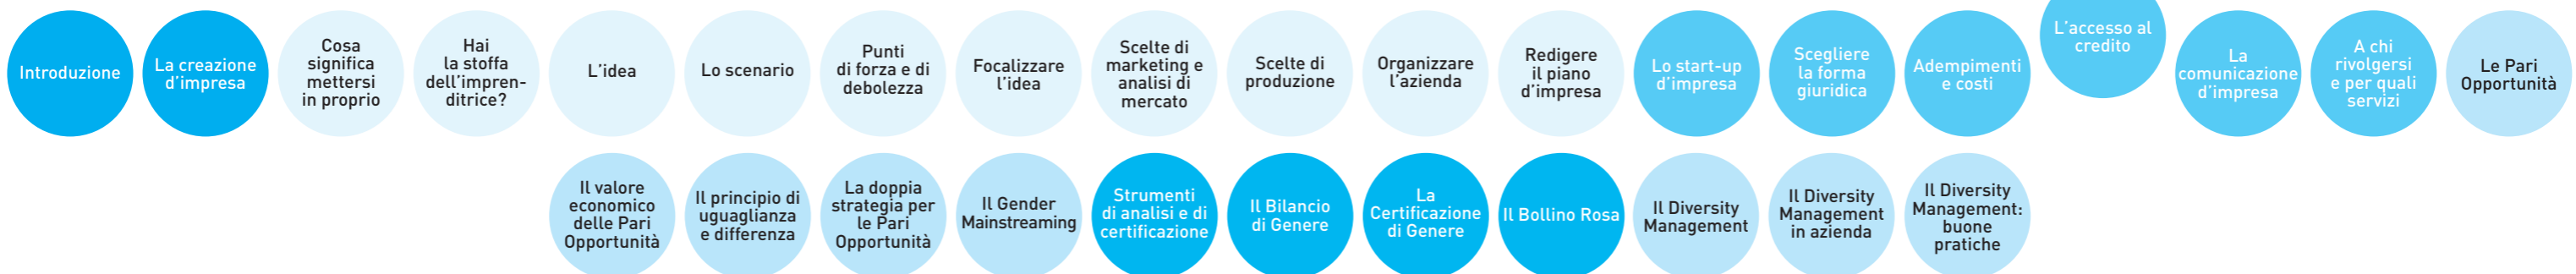 Introduzione
La creazione
d'impresa
Cosa
significa
mettersi
in proprio
Hai
la stoffa
dell'impren-
ditrice?
L'idea
Lo scenario
Punti
di forza e di
debolezza
Focalizzare
l'idea
Scelte di
marketing e
analisi di
mercato
Scelte di
produzione
Organizzare
l'azienda
Redigere
il piano
d'impresa
Lo start-up
d'impresa
Scegliere
la forma
giuridica
Adempimenti
e costi
L'accesso al
credito
La
comunicazione
d'impresa
A chi
rivolgersi
e per quali
servizi
Le Pari
Opportunità
Il valore
economico
delle Pari
Opportunità
Il principio di
uguaglianza
e differenza
La doppia
strategia per
le Pari
Opportunità
Il Gender
Mainstreaming
Strumenti
di analisi e di
certificazione
Il Bilancio
di Genere
La
Certificazione
di Genere
Il Bollino Rosa
Il Diversity
Management
Il Diversity
Management
in azienda
Il Diversity
Management:
buone
pratiche